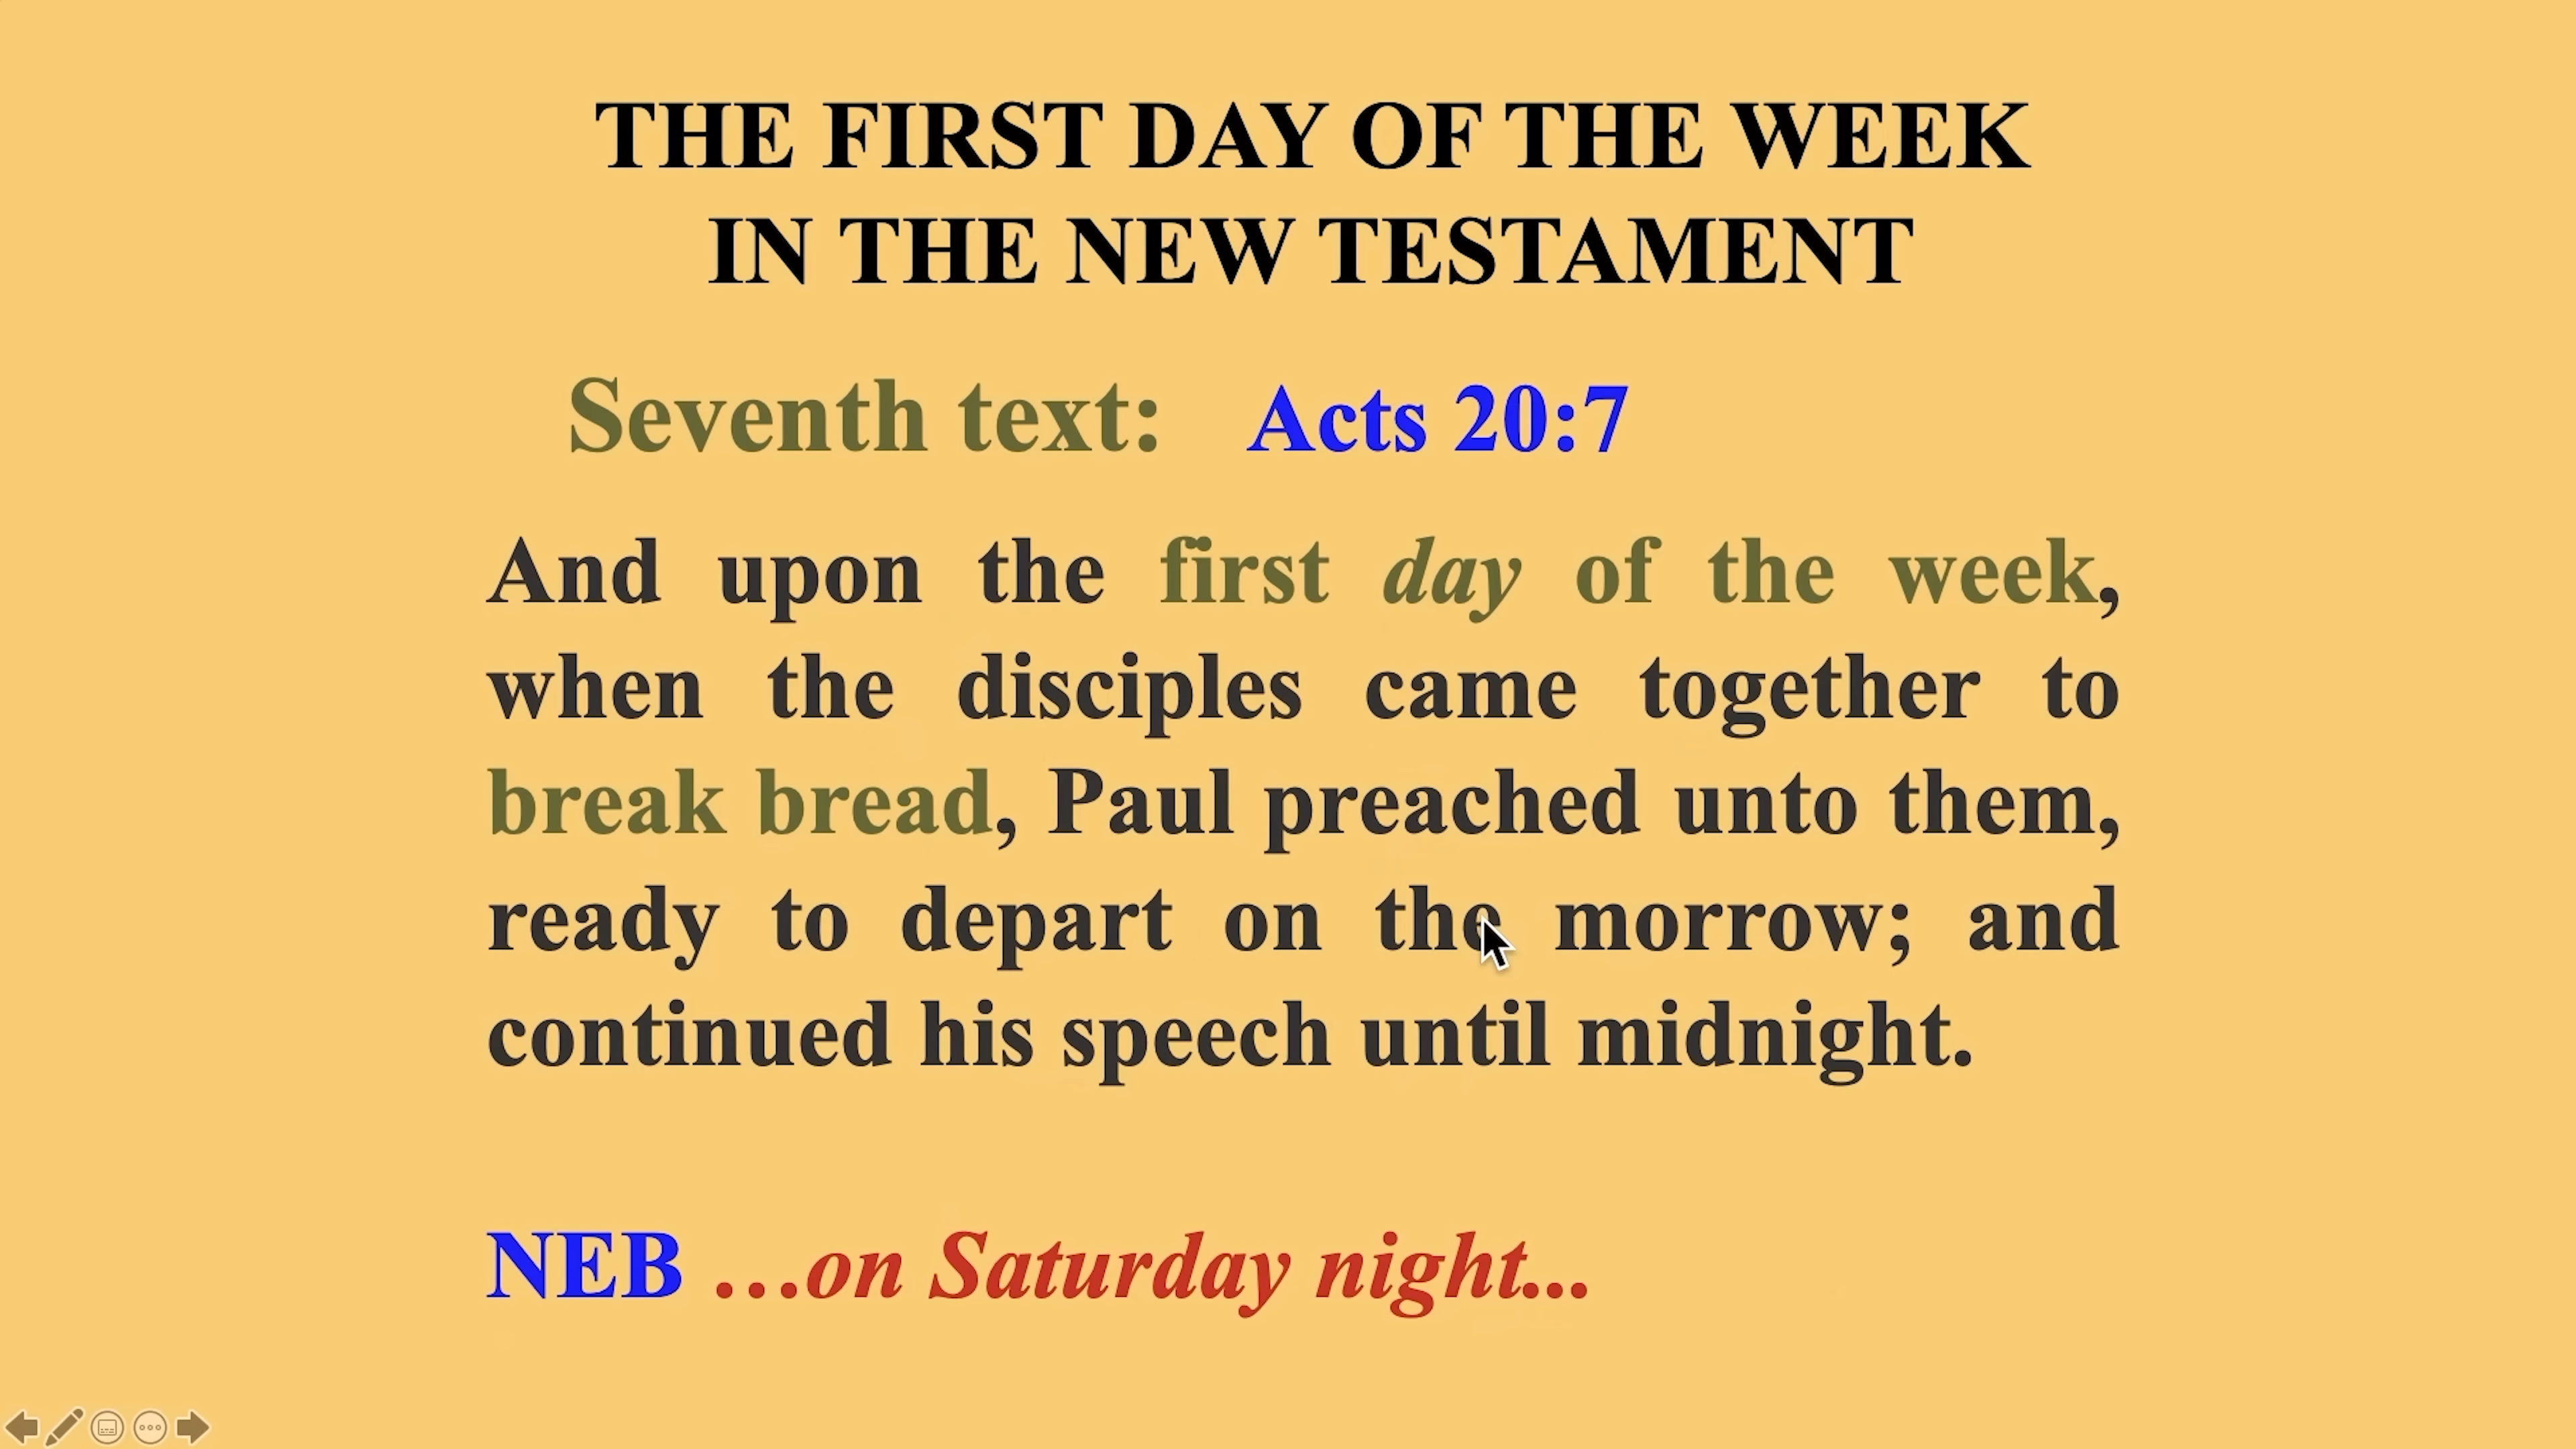 THE FIRST DAY OF THE WEEK
IN THE NEW TESTAMENT
Seventh text: Acts 20:7
And upon the first day of the week,
when the disciples came together to
break bread, Paul preached unto them,
ready to depart on the morrow; and
continued his speech until midnight.
NEB …on Saturday night...